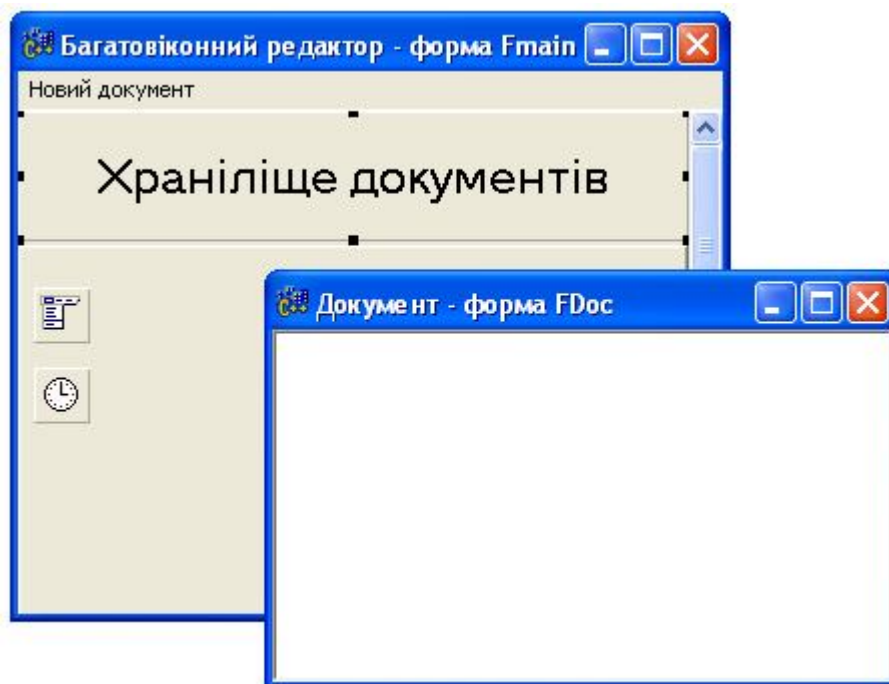 Багатовіконний редактор - форма Fmain
Новий документ
Храніліще документів
Документ - форма FDoc